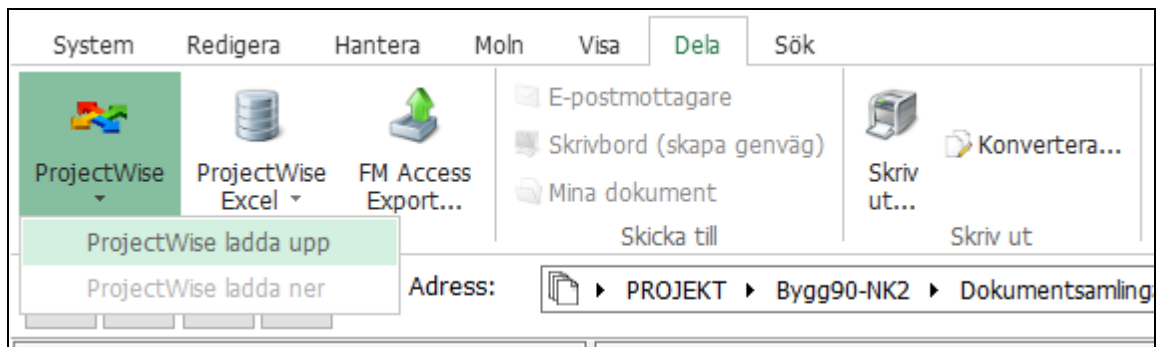 System Redigera Hantera Moln Visa Dela Sök
ProjectWise
ProjectWise
Excel
FM Access
Export...
E-postmottagare
Skrivbord (skapa genväg)
Mina dokument
Skicka till
Skriv
ut...
Konvertera...
Skriv ut
ProjectWise ladda upp
ProjectWise ladda ner
Adress: PROJEKT Bygg90-NK2 Dokumentsamling